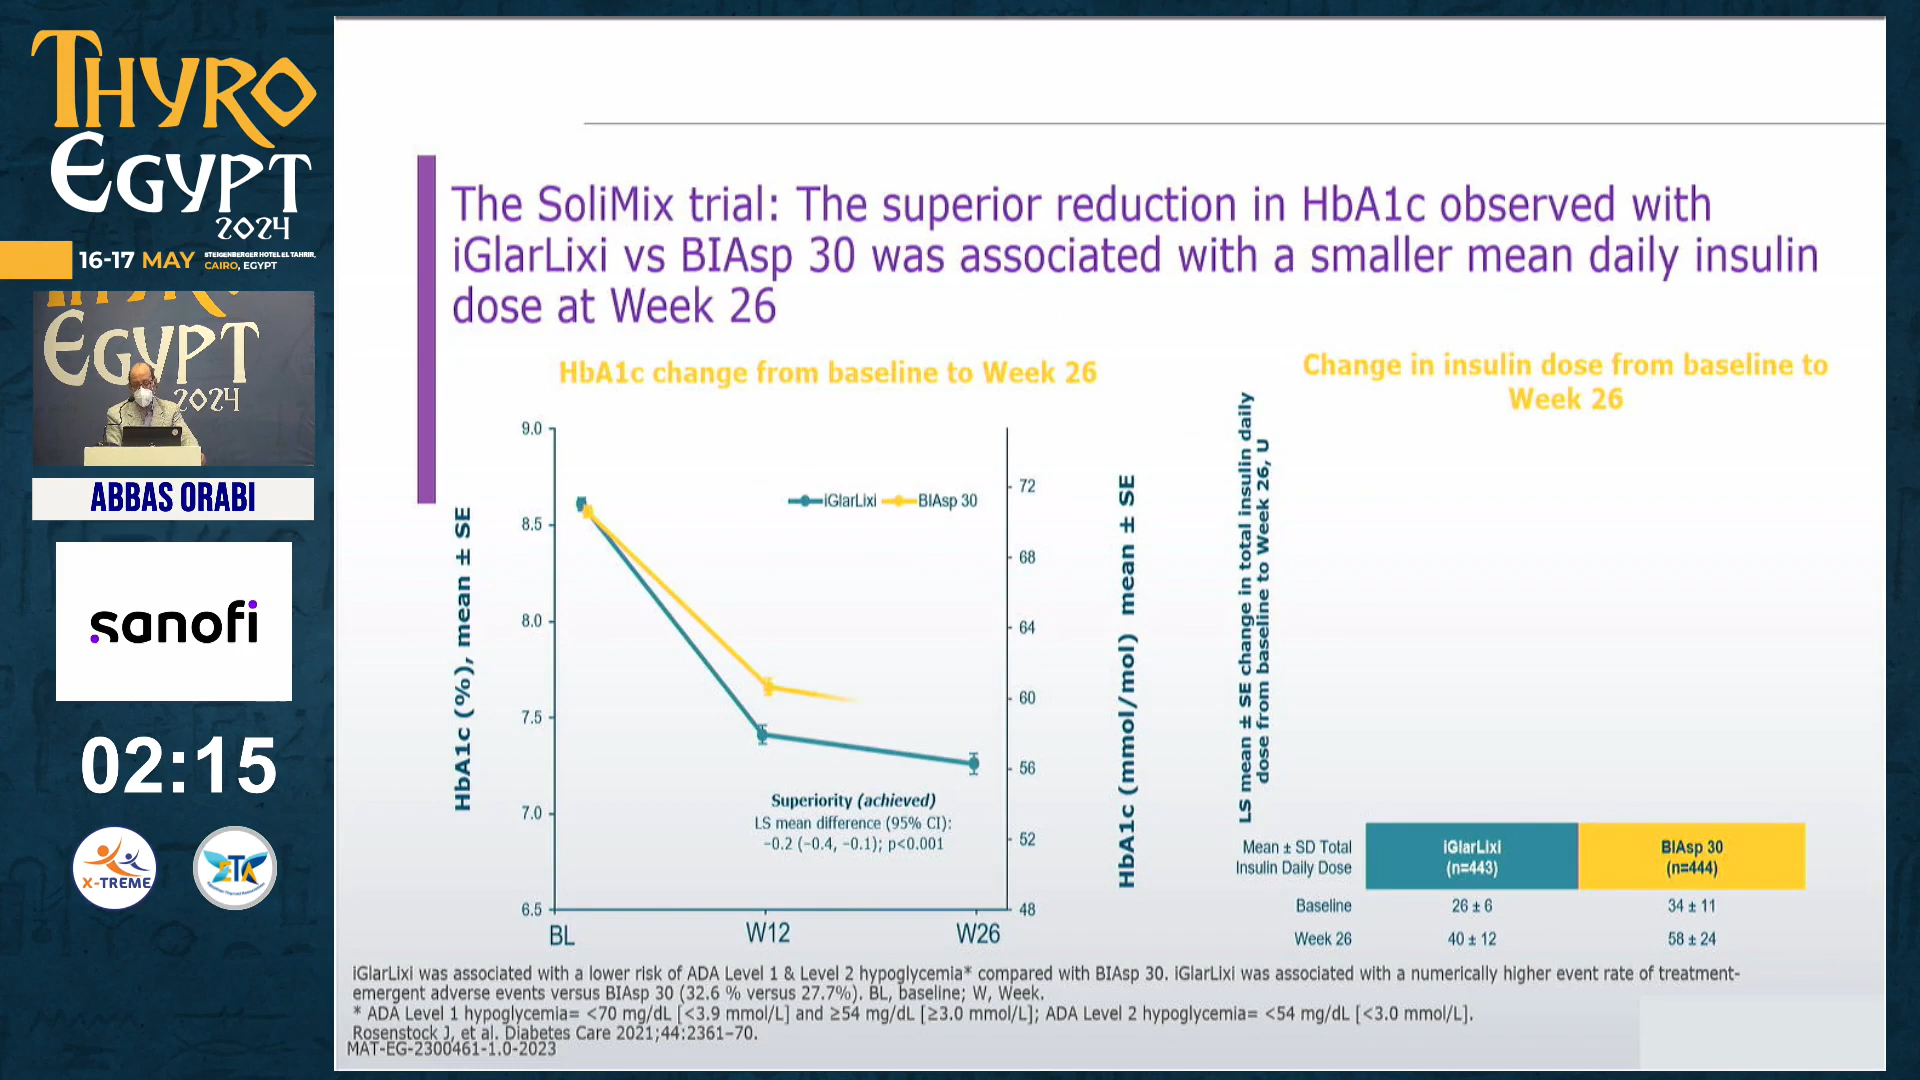 THYRO
EGYPT
2024
16-17 MAY
STEIGENBERGER HOTEL EL TAHRIR,
CAIRO, EGYPT
EGYPT
2024
ABBAS ORABI
sanofi
02:15
X-TREME
ETA
The SoliMix trial: The superior reduction in HbA1c observed with
iGlarLixi vs BIAsp 30 was associated with a smaller mean daily insulin
dose at Week 26
HbA1c change from baseline to Week 26
HbA1c (%), mean ± SE
9.0
8.5
8.0
7.5
7.0
6.5
iGlarLixi
BIAsp 30
Superiority (achieved)
LS mean difference (95% CI):
−0.2 (−0.4, −0.1); p<0.001
72
68
64
60
56
52
48
BL
W12
W26
HbA1c (mmol/mol) mean ± SE
Change in insulin dose from baseline to
Week 26
LS mean ± SE change in total insulin daily
dose from baseline to Week 26, U
Mean ± SD Total
Insulin Daily Dose
iGlarLixi
(n=443)
BIAsp 30
(n=444)
Baseline 26 ± 6 34 ± 11
Week 26 40 ± 12 58 ± 24
iGlarLixi was associated with a lower risk of ADA Level 1 & Level 2 hypoglycemia* compared with BIAsp 30. iGlarLixi was associated with a numerically higher event rate of treatment-
emergent adverse events versus BIAsp 30 (32.6 % versus 27.7%). BL, baseline; W, Week.
* ADA Level 1 hypoglycemia= <70 mg/dL [<3.9 mmol/L] and ≥54 mg/dL [≥3.0 mmol/L]; ADA Level 2 hypoglycemia= <54 mg/dL [<3.0 mmol/L].
Rosenstock J, et al. Diabetes Care 2021;44:2361–70.
MAT-EG-2300461-1.0-2023